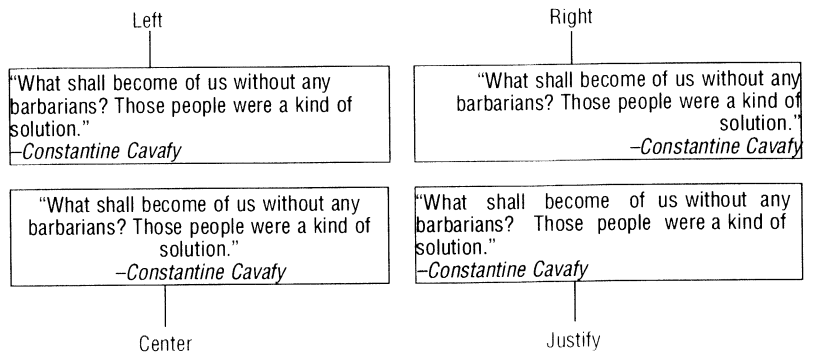 Left
Right
“What shall become of us without any
barbarians? Those people were a kind of
solution.”
–Constantine Cavafy
“What shall become of us without any
barbarians? Those people were a kind of
solution.”
–Constantine Cavafy
“What shall become of us without any
barbarians? Those people were a kind of
solution.”
–Constantine Cavafy
“What shall become of us without any
barbarians? Those people were a kind of
solution.”
–Constantine Cavafy
Center
Justify